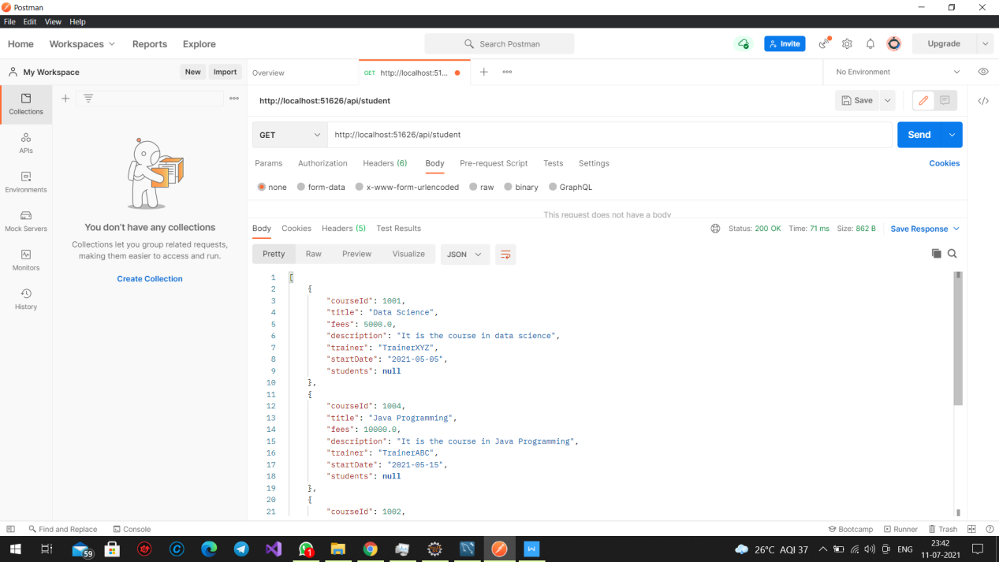 Postman
File Edit View Help
Home Workspaces Reports Explore
Search Postman
Invite
Upgrade
My Workspace
New Import
Overview
GET http://localhost:51...
No Environment
Collections
APIs
Environments
Mock Servers
Monitors
History
You don't have any collections
Collections let you group related requests,
making them easier to access and run.
Create Collection
http://localhost:51626/api/student
Save
GET
http://localhost:51626/api/student
Send
Params Authorization Headers (6) Body Pre-request Script Tests Settings
Cookies
none form-data x-www-form-urlencoded raw binary GraphQL
This request does not have a body
Body Cookies Headers (5) Test Results
Status: 200 OK Time: 71 ms Size: 862 B Save Response
Pretty Raw Preview Visualize JSON
1 [
2 {
3 "courseId": 1001,
4 "title": "Data Science",
5 "fees": 5000.0,
6 "description": "It is the course in data science",
7 "trainer": "TrainerXYZ",
8 "startDate": "2021-05-05",
9 "students": null
10 },
11 {
12 "courseId": 1004,
13 "title": "Java Programming",
14 "fees": 10000.0,
15 "description": "It is the course in Java Programming",
16 "trainer": "TrainerABC",
17 "startDate": "2021-05-15",
18 "students": null
19 },
20 {
21 "courseId": 1002,
Find and Replace Console
Bootcamp Runner Trash
59
1
26°C AQI 37
ENG
23:42
11-07-2021